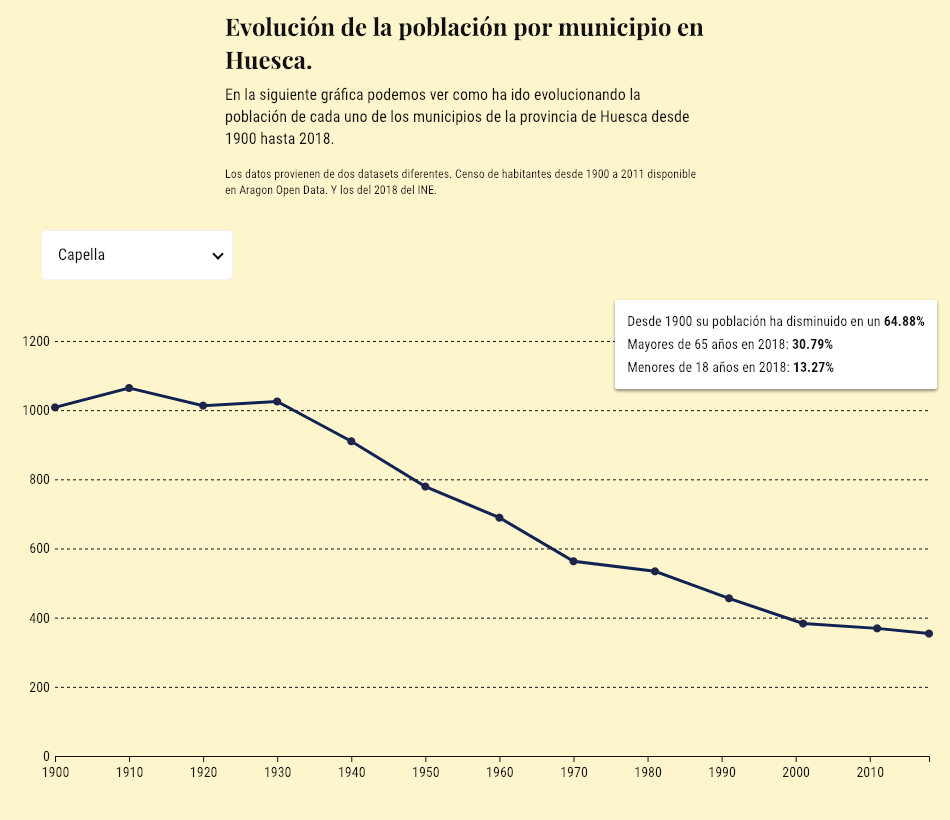 Evolución de la población por municipio en
Huesca.
En la siguiente gráfica podemos ver como ha ido evolucionando la
población de cada uno de los municipios de la provincia de Huesca desde
1900 hasta 2018.
Los datos provienen de dos datasets diferentes. Censo de habitantes desde 1900 a 2011 disponible
en Aragon Open Data. Y los del 2018 del INE.
Capella
Desde 1900 su población ha disminuido en un 64.88%
Mayores de 65 años en 2018: 30.79%
Menores de 18 años en 2018: 13.27%
1200
1000
800
600
400
200
0
1900 1910 1920 1930 1940 1950 1960 1970 1980 1990 2000 2010